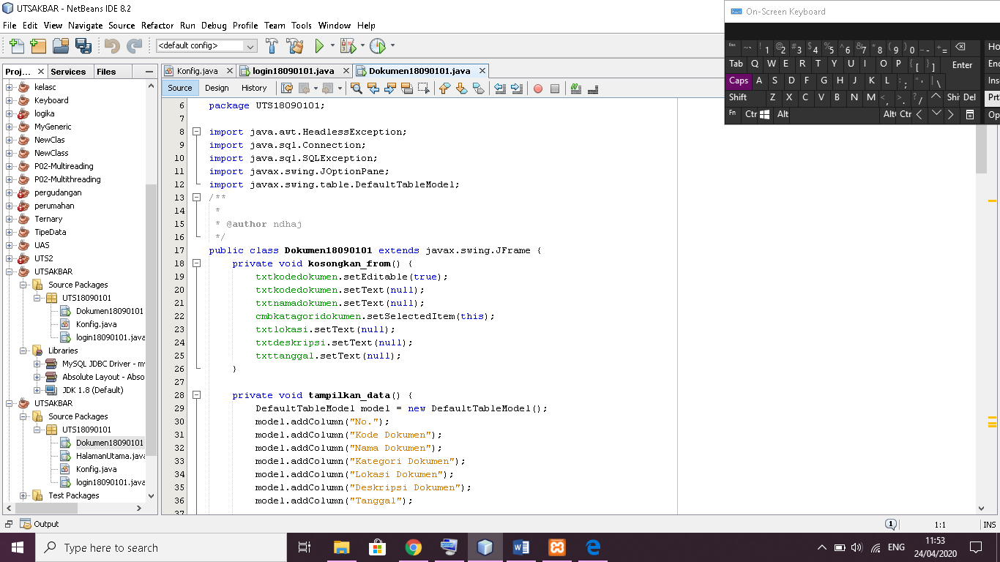 UTSAKBAR - NetBeans IDE 8.2
File Edit View Navigate Source Refactor Run Debug Profile Team Tools Window Help
<default config>
Proj... Services Files
kelasc
Keyboard
logika
MyGeneric
NewClas
NewClass
P02-Multireading
P02-Multithreading
pergudangan
perumahan
Ternary
TipeData
UAS
UTS2
UTSAKBAR
Source Packages
UTS18090101
Dokumen18090101
Konfig.java
login18090101.java
Libraries
MySQL JDBC Driver - my
Absolute Layout - Abso
JDK 1.8 (Default)
UTSAKBAR
Source Packages
UTS18090101
Dokumen18090101
HalamanUtama.java
Konfig.java
login18090101.java
Test Packages
Konfig.java login18090101.java Dokumen18090101.java
Source Design History
6 package UTS18090101;
7
8 import java.awt.HeadlessException;
9 import java.sql.Connection;
10 import java.sql.SQLException;
11 import javax.swing.JOptionPane;
12 import javax.swing.table.DefaultTableModel;
13 /**
14 *
15 * @author ndhaj
16 */
17 public class Dokumen18090101 extends javax.swing.JFrame {
18 private void kosongkan_from() {
19 txtkodedokumen.setEditable(true);
20 txtkodedokumen.setText(null);
21 txtnamadokumen.setText(null);
22 cmbkatagoridokumen.setSelectedItem(this);
23 txtlokasi.setText(null);
24 txtdeskripsi.setText(null);
25 txttanggal.setText(null);
26 }
27
28 private void tampilkan_data() {
29 DefaultTableModel model = new DefaultTableModel();
30 model.addColumn("No.");
31 model.addColumn("Kode Dokumen");
32 model.addColumn("Nama Dokumen");
33 model.addColumn("Kategori Dokumen");
34 model.addColumn("Lokasi Dokumen");
35 model.addColumn("Deskripsi Dokumen");
36 model.addColumn("Tanggal");
37
On-Screen Keyboard
Esc ~ ` ! 1 @ 2 # 3 $ 4 % 5 ^ 6 & 7 * 8 ( 9 ) 0 _ - + = Ho
Tab Q W E R T Y U I O P { [ } ] Enter En
Caps A S D F G H J K L : ; " ' | \ Ins
Shift Z X C V B N M < , > . ? / Shi Del Prt
Fn Ctr Alt Alt Ctr Op
Output
1 1:1 INS
Type here to search
ENG
11:53
24/04/2020